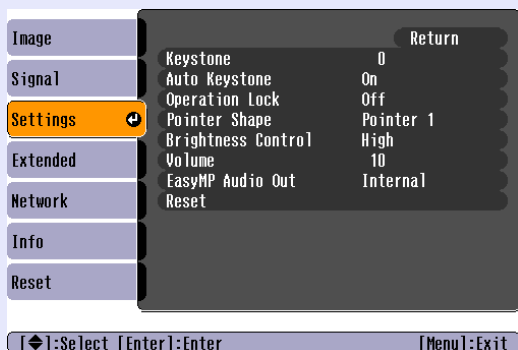 Image
Signal
Settings
Extended
Network
Info
Reset
Return
Keystone 0
Auto Keystone On
Operation Lock Off
Pointer Shape Pointer 1
Brightness Control High
Volume 10
EasyMP Audio Out Internal
Reset
[◆]:Select [Enter]:Enter [Menu]:Exit